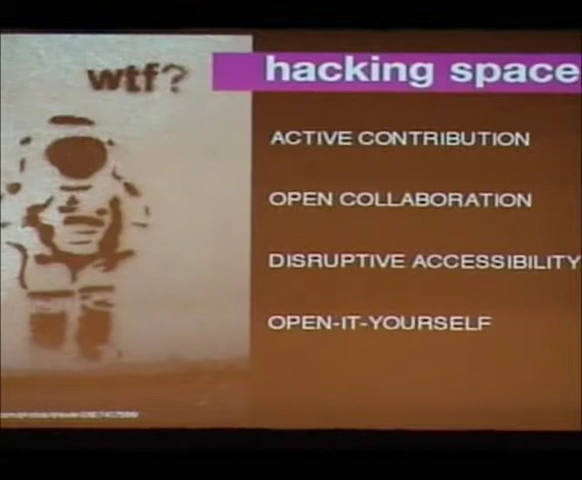 wtf?
hacking space
ACTIVE CONTRIBUTION
OPEN COLLABORATION
DISRUPTIVE ACCESSIBILITY
OPEN-IT-YOURSELF